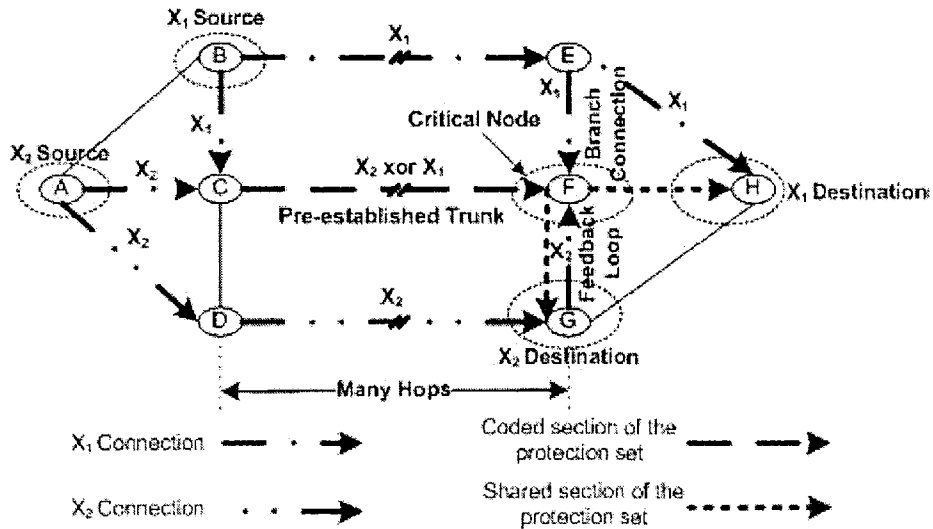 X₁ Source
B
X₁
E
X₁
X₁
X₁
Branch
Connection
Critical Node
X₂ Source
A
X₂
C
X₂ xor X₁
F
H
X₁ Destination
Pre-established Trunk
X₂
X₂
Feedback
Loop
D
X₂
G
X₂ Destination
Many Hops
X₁ Connection
Coded section of the
protection set
X₂ Connection
Shared section of the
protection set